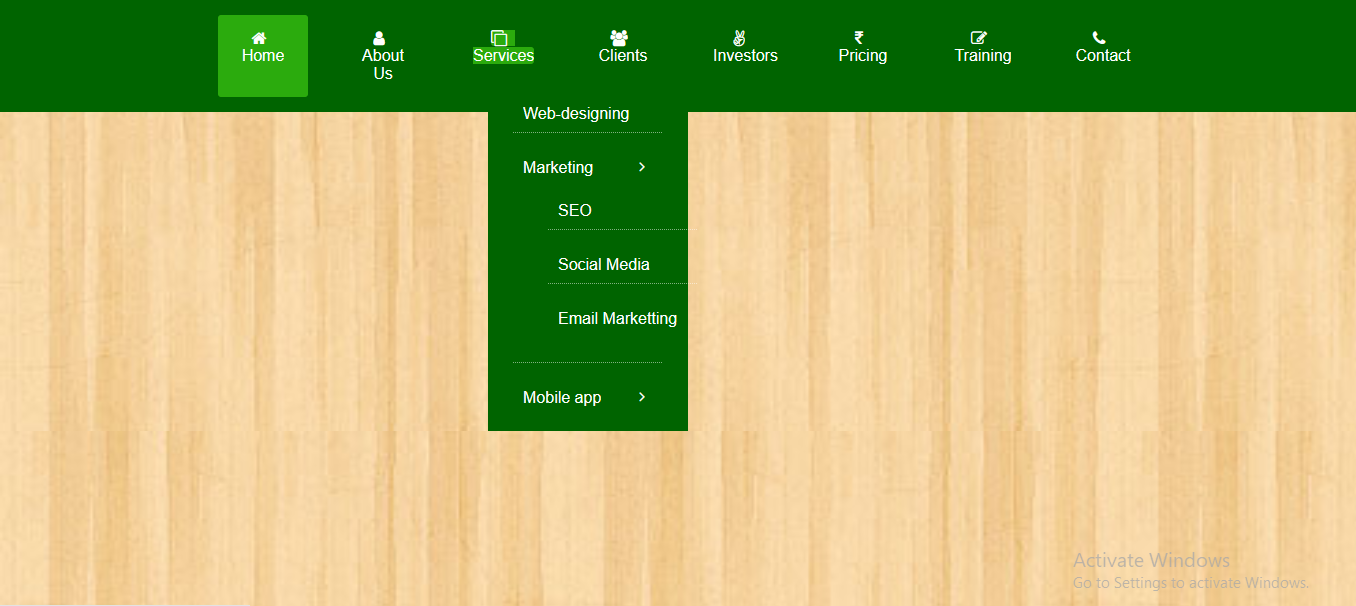 Home
About
Us
Services
Clients
Investors
Pricing
Training
Contact
Web-designing
Marketing
SEO
Social Media
Email Marketting
Mobile app
Activate Windows
Go to Settings to activate Windows.